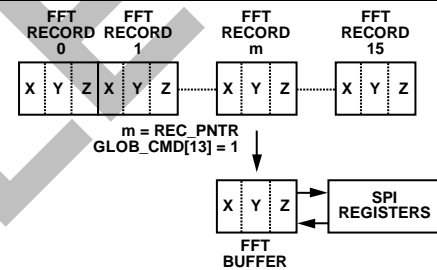 FFT RECORD 0
FFT RECORD 1
FFT RECORD m
FFT RECORD 15
X Y Z X Y Z X Y Z X Y Z
m = REC_PNTR
GLOB_CMD[13] = 1
X Y Z
SPI REGISTERS
FFT BUFFER